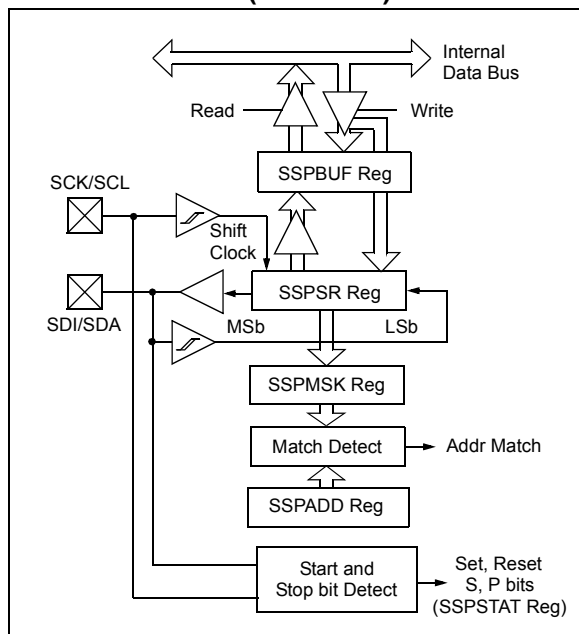 Internal
Data Bus
Read
Write
SSPBUF Reg
SCK/SCL
Shift
Clock
SSPSR Reg
MSb
LSb
SDI/SDA
SSPMSK Reg
Match Detect
Addr Match
SSPADD Reg
Start and
Stop bit Detect
Set, Reset
S, P bits
(SSPSTAT Reg)